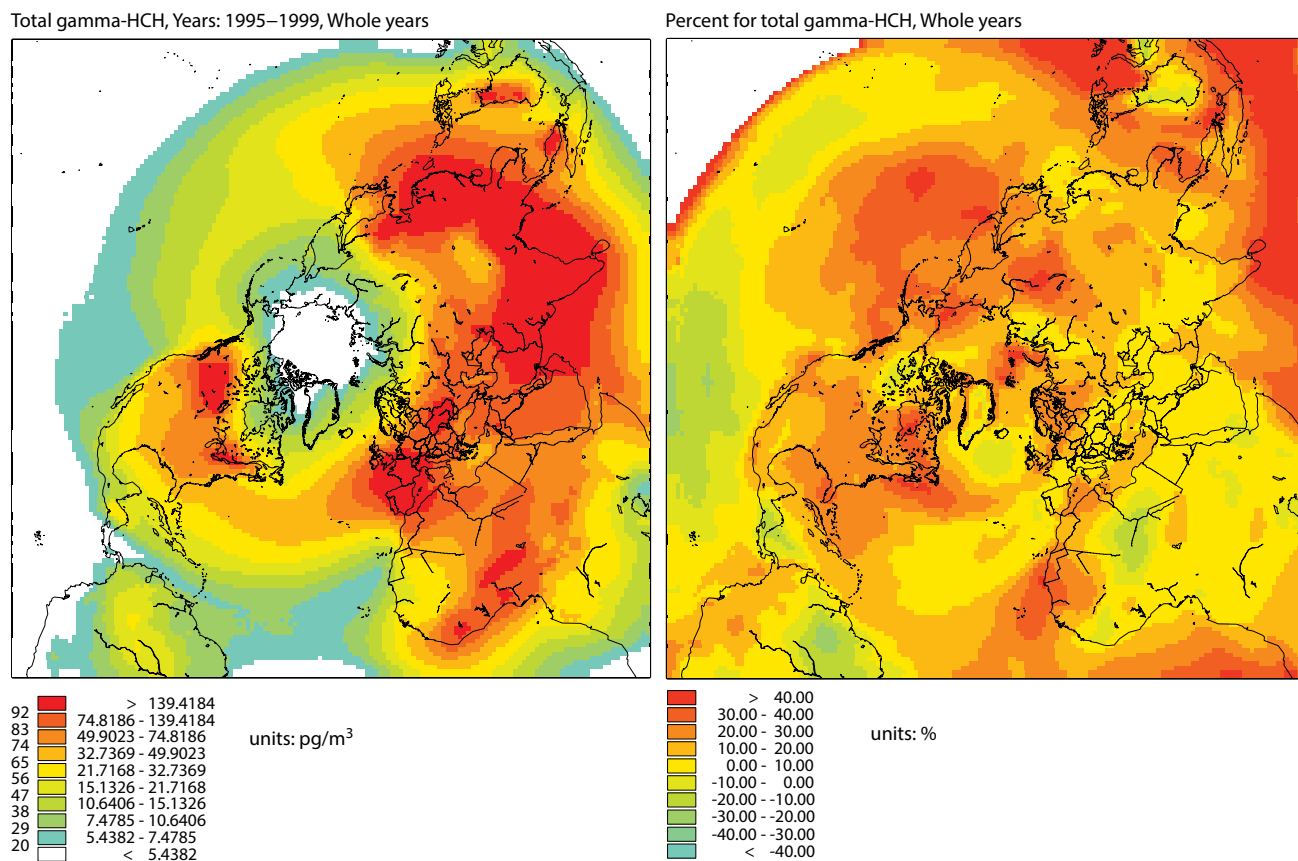 Total gamma-HCH, Years: 1995–1999, Whole years
Percent for total gamma-HCH, Whole years
> 139.4184
92
74.8186 - 139.4184
83
49.9023 - 74.8186
74
32.7369 - 49.9023
65
21.7168 - 32.7369
56
15.1326 - 21.7168
47
10.6406 - 15.1326
38
7.4785 - 10.6406
29
5.4382 - 7.4785
20
< 5.4382
units: pg/m³
> 40.00
30.00 - 40.00
20.00 - 30.00
10.00 - 20.00
0.00 - 10.00
-10.00 - 0.00
-20.00 - -10.00
-30.00 - -20.00
-40.00 - -30.00
< -40.00
units: %